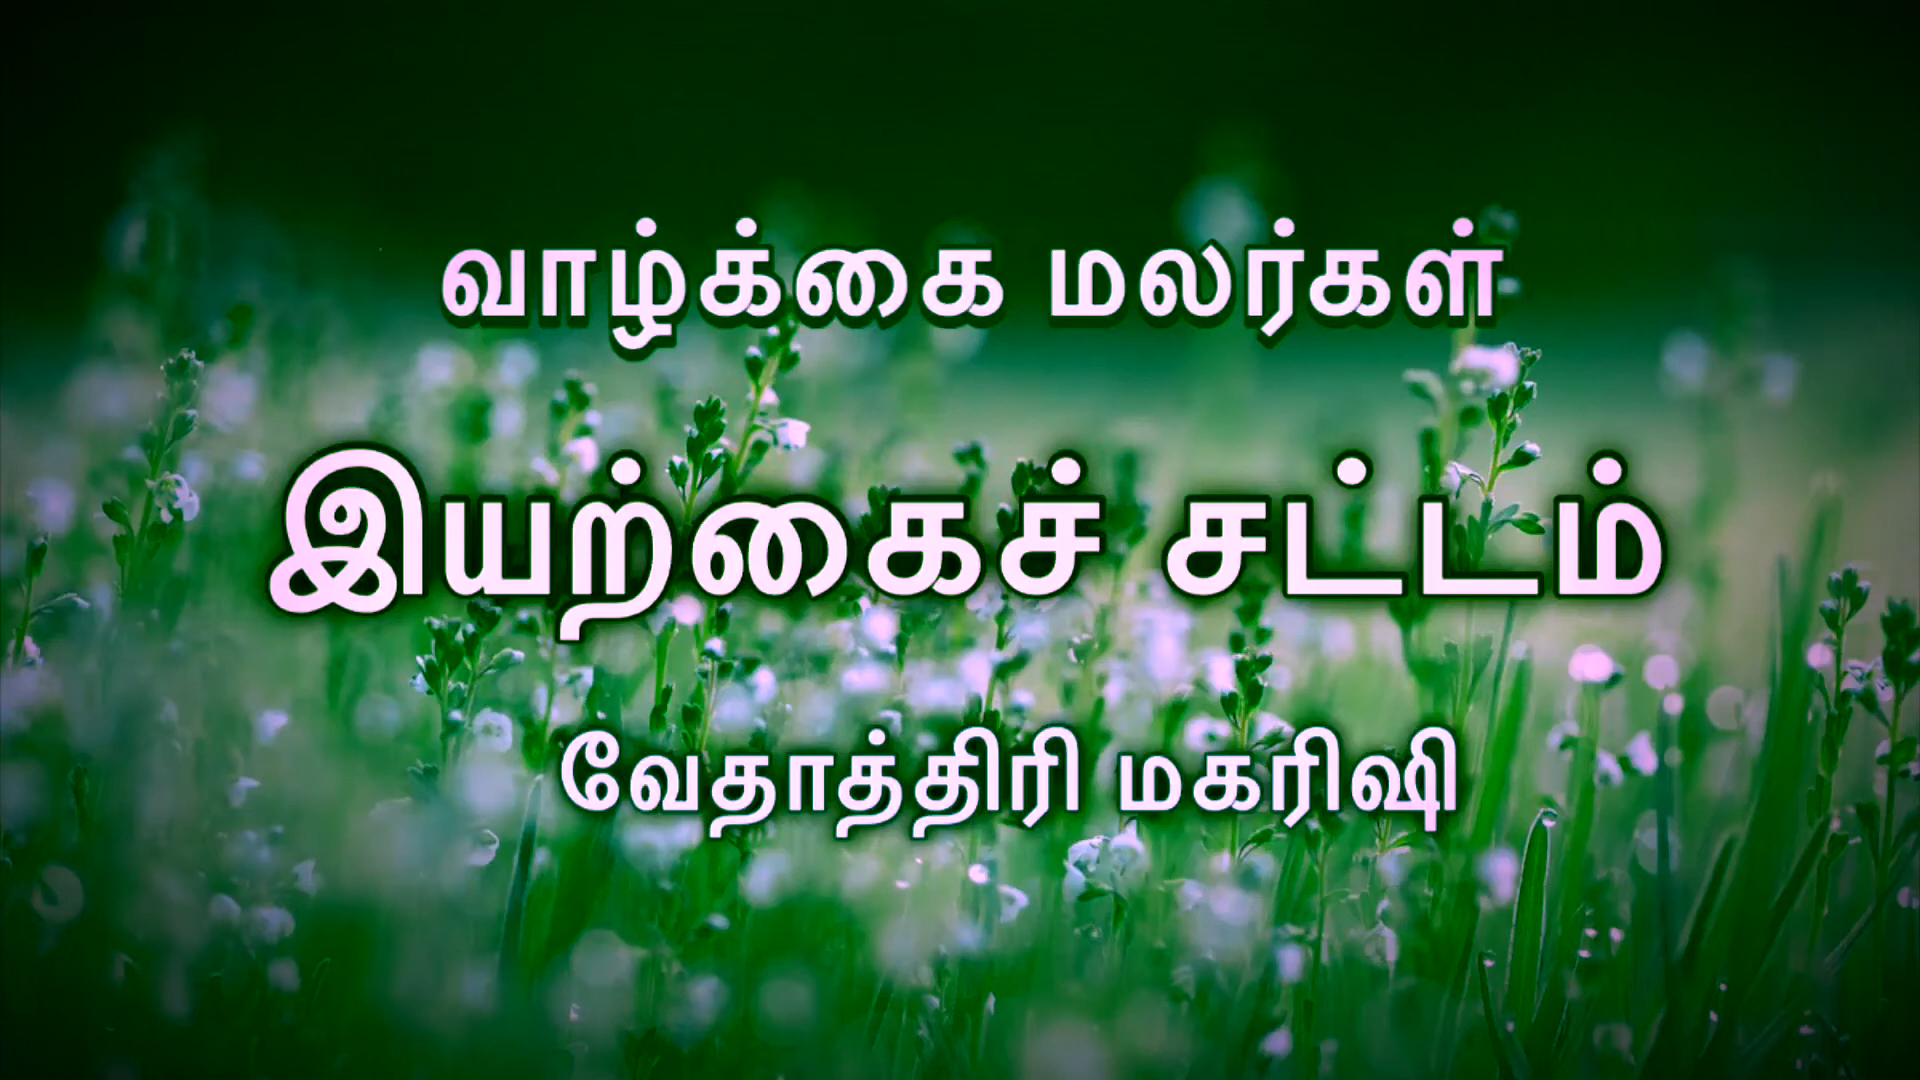 வாழ்க்கை மலர்கள்
இயற்கைச் சட்டம்
வேதாத்திரி மகரிஷி